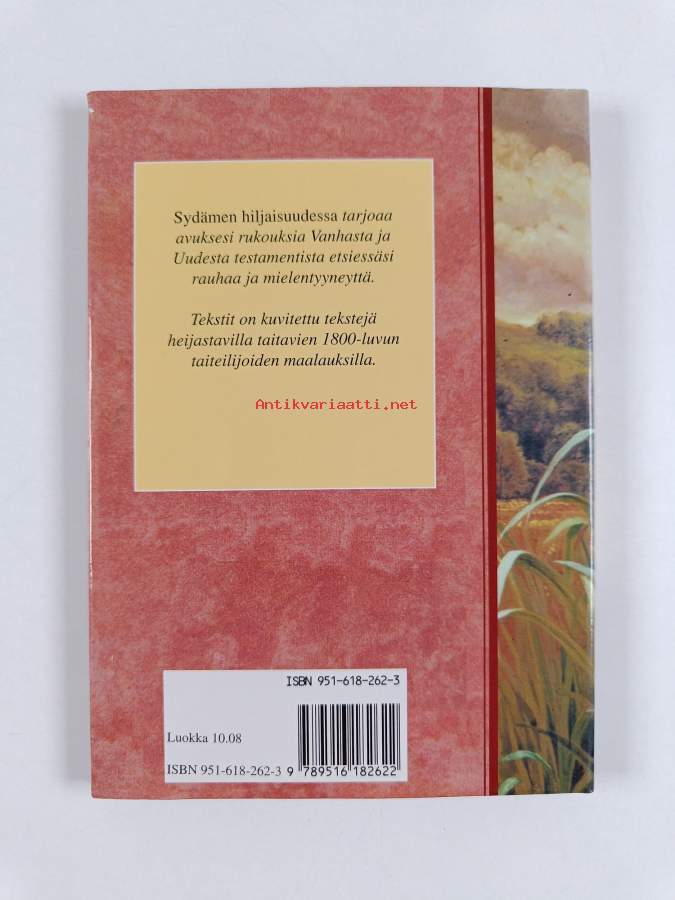 Sydämen hiljaisuudessa tarjoaa
avuksesi rukouksia Vanhasta ja
Uudesta testamentista etsiessäsi
rauhaa ja mielentyyneyttä.
Tekstit on kuvitettu tekstejä
heijastavilla taitavien 1800-luvun
taiteilijoiden maalauksilla.
Antikvariaatti.net
ISBN 951-618-262-3
Luokka 10.08
ISBN 951-618-262-3
9 789516 182622